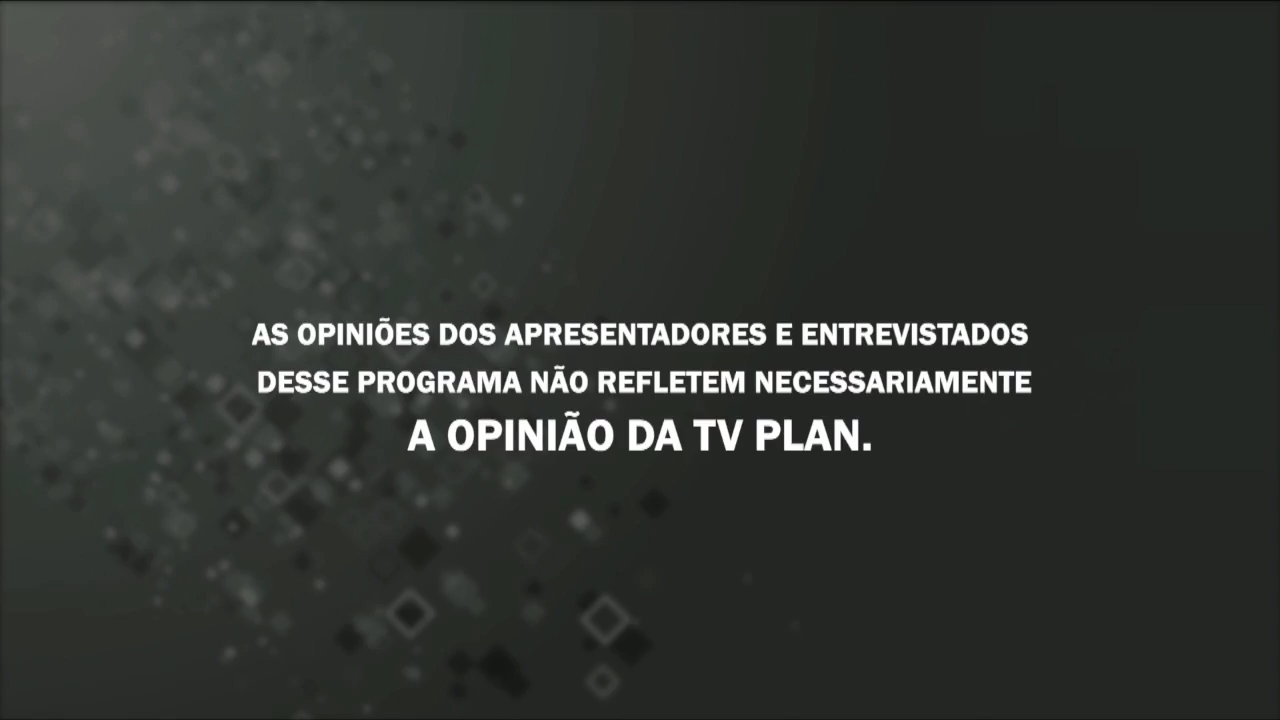 AS OPINIÕES DOS APRESENTADORES E ENTREVISTADOS
DESSE PROGRAMA NÃO REFLETEM NECESSARIAMENTE
A OPINIÃO DA TV PLAN.